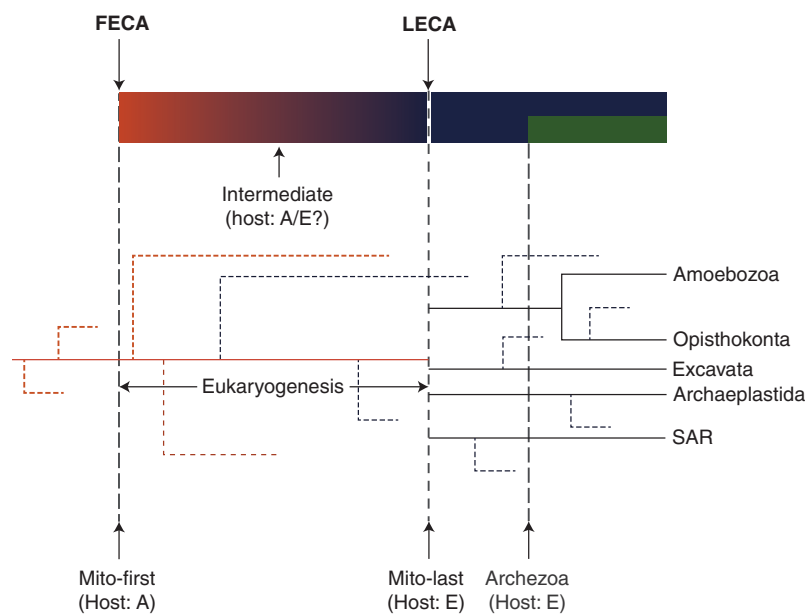 FECA
LECA
Intermediate
(host: A/E?)
Amoebozoa
Opisthokonta
Excavata
Eukaryogenesis
Archaeplastida
SAR
Mito-first
(Host: A)
Mito-last
(Host: E)
Archezoa
(Host: E)